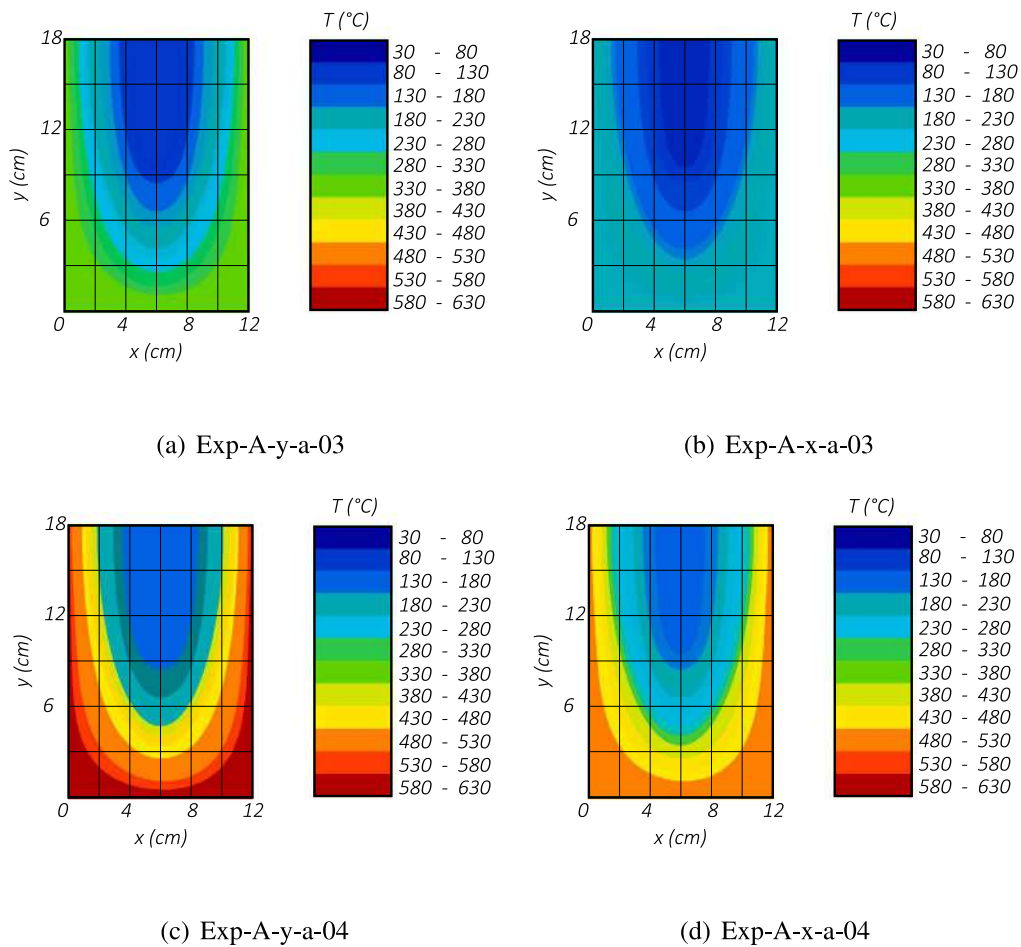 T (°C)
18
12
6
0
4
8
12
y (cm)
x (cm)
30 - 80
80 - 130
130 - 180
180 - 230
230 - 280
280 - 330
330 - 380
380 - 430
430 - 480
480 - 530
530 - 580
580 - 630
(a) Exp-A-y-a-03
T (°C)
18
12
6
0
4
8
12
y (cm)
x (cm)
30 - 80
80 - 130
130 - 180
180 - 230
230 - 280
280 - 330
330 - 380
380 - 430
430 - 480
480 - 530
530 - 580
580 - 630
(b) Exp-A-x-a-03
T (°C)
18
12
6
0
4
8
12
y (cm)
x (cm)
30 - 80
80 - 130
130 - 180
180 - 230
230 - 280
280 - 330
330 - 380
380 - 430
430 - 480
480 - 530
530 - 580
580 - 630
(c) Exp-A-y-a-04
T (°C)
18
12
6
0
4
8
12
y (cm)
x (cm)
30 - 80
80 - 130
130 - 180
180 - 230
230 - 280
280 - 330
330 - 380
380 - 430
430 - 480
480 - 530
530 - 580
580 - 630
(d) Exp-A-x-a-04